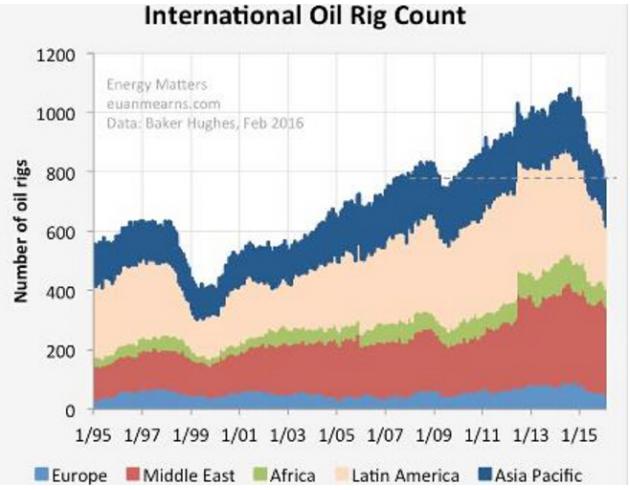 International Oil Rig Count
Energy Matters
euanmearns.com
Data: Baker Hughes, Feb 2016
Number of oil rigs
1200
1000
800
600
400
200
0
1/95 1/97 1/99 1/01 1/03 1/05 1/07 1/09 1/11 1/13 1/15
Europe Middle East Africa Latin America Asia Pacific